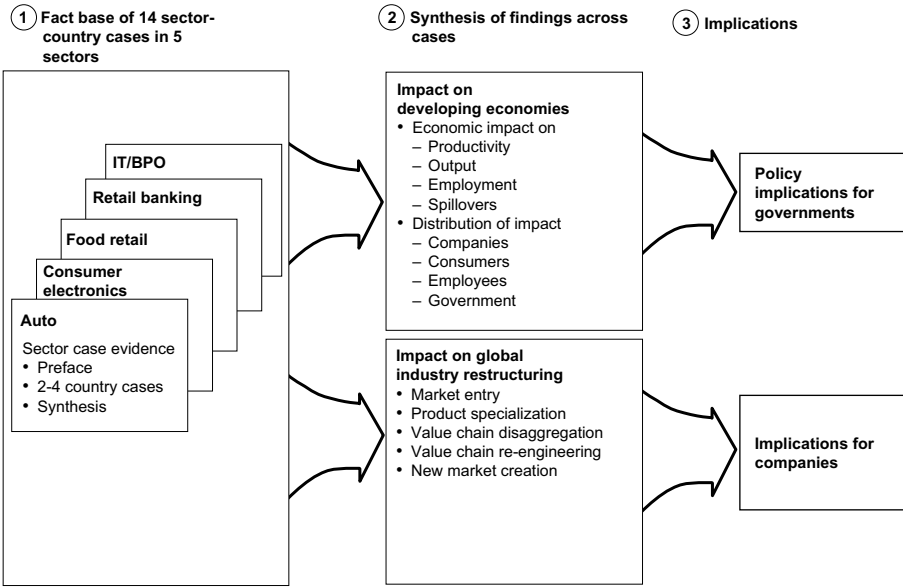 1 Fact base of 14 sector-
country cases in 5
sectors
IT/BPO
Retail banking
Food retail
Consumer
electronics
Auto
Sector case evidence
• Preface
• 2-4 country cases
• Synthesis
2 Synthesis of findings across
cases
Impact on
developing economies
• Economic impact on
– Productivity
– Output
– Employment
– Spillovers
• Distribution of impact
– Companies
– Consumers
– Employees
– Government
Impact on global
industry restructuring
• Market entry
• Product specialization
• Value chain disaggregation
• Value chain re-engineering
• New market creation
3 Implications
Policy
implications for
governments
Implications for
companies